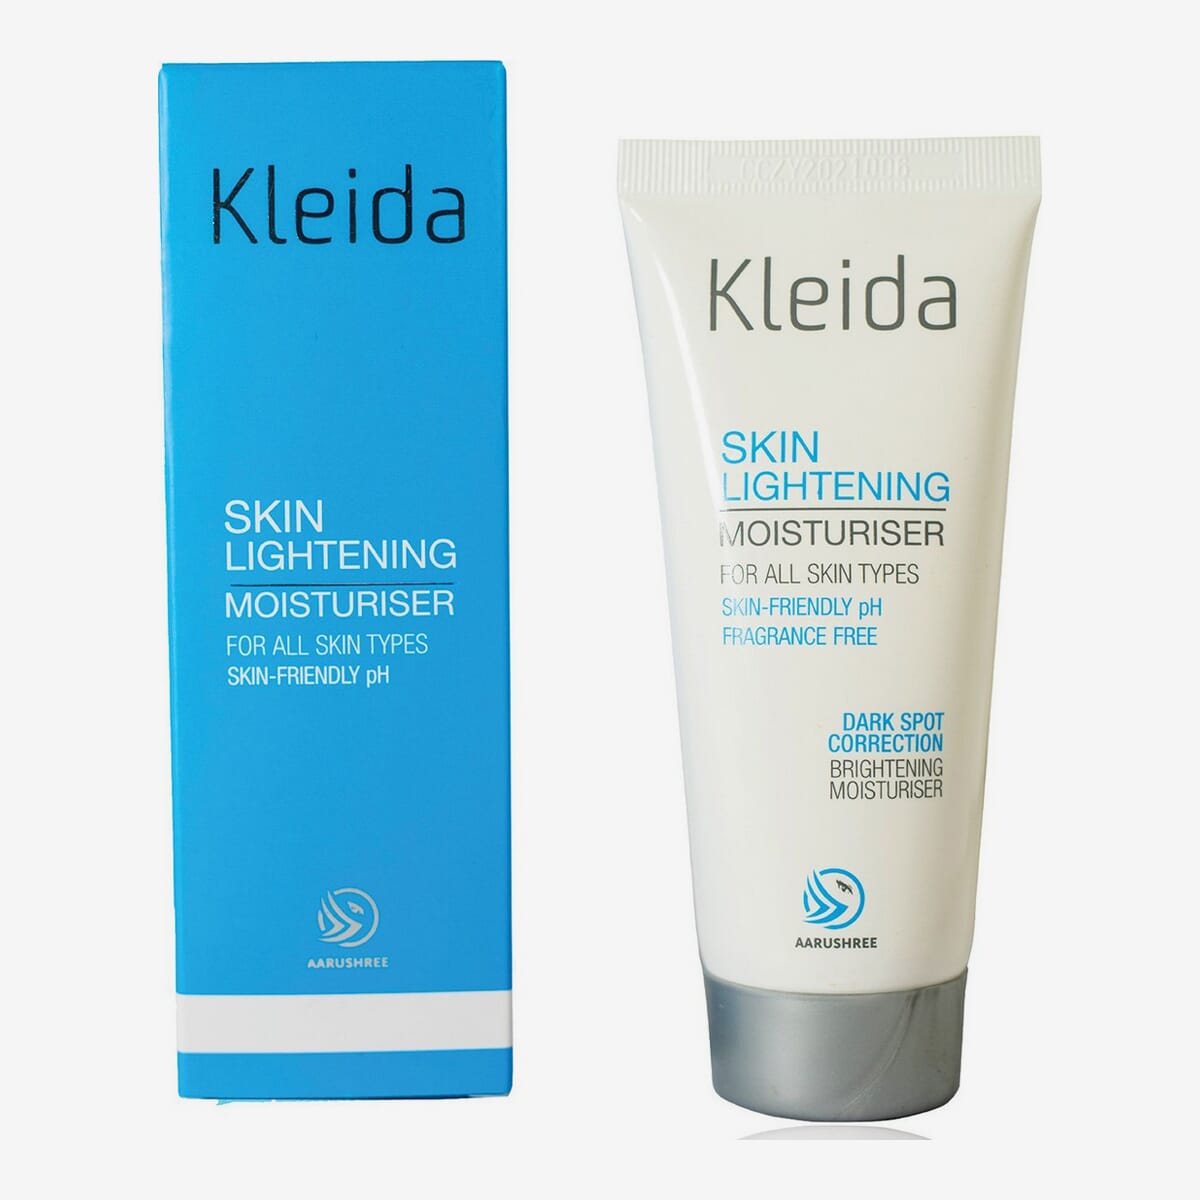 Kleida
SKIN
LIGHTENING
MOISTURISER
FOR ALL SKIN TYPES
SKIN-FRIENDLY pH
AARUSHREE
CCZY2021006
Kleida
SKIN
LIGHTENING
MOISTURISER
FOR ALL SKIN TYPES
SKIN-FRIENDLY pH
FRAGRANCE FREE
DARK SPOT
CORRECTION
BRIGHTENING
MOISTURISER
AARUSHREE